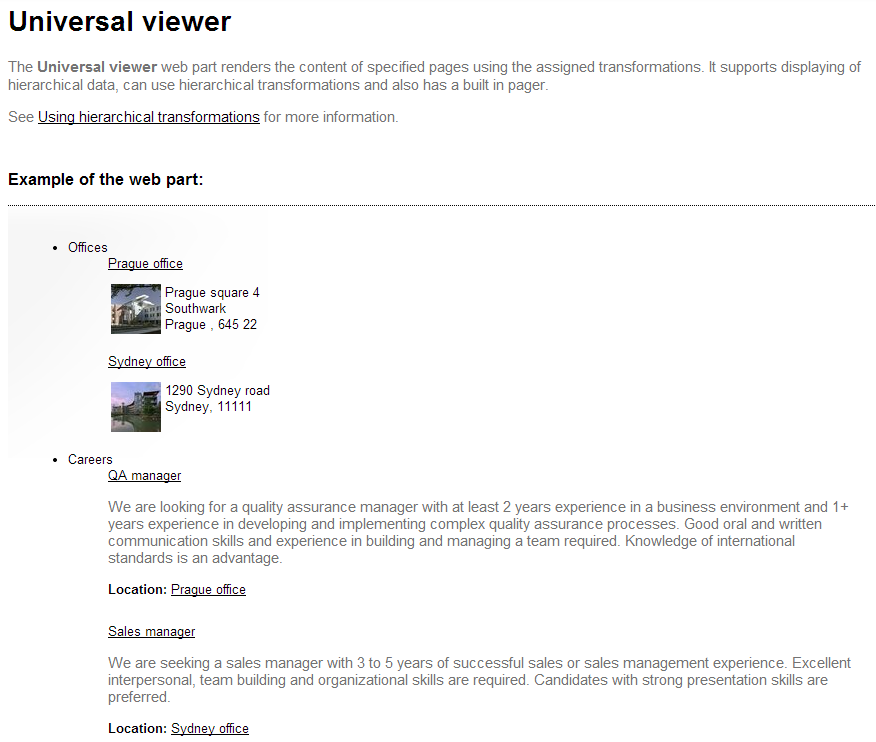 Universal viewer
The Universal viewer web part renders the content of specified pages using the assigned transformations. It supports displaying of
hierarchical data, can use hierarchical transformations and also has a built in pager.
See Using hierarchical transformations for more information.
Example of the web part:
• Offices
Prague office
Prague square 4
Southwark
Prague , 645 22
Sydney office
1290 Sydney road
Sydney, 11111
• Careers
QA manager
We are looking for a quality assurance manager with at least 2 years experience in a business environment and 1+
years experience in developing and implementing complex quality assurance processes. Good oral and written
communication skills and experience in building and managing a team required. Knowledge of international
standards is an advantage.
Location: Prague office
Sales manager
We are seeking a sales manager with 3 to 5 years of successful sales or sales management experience. Excellent
interpersonal, team building and organizational skills are required. Candidates with strong presentation skills are
preferred.
Location: Sydney office